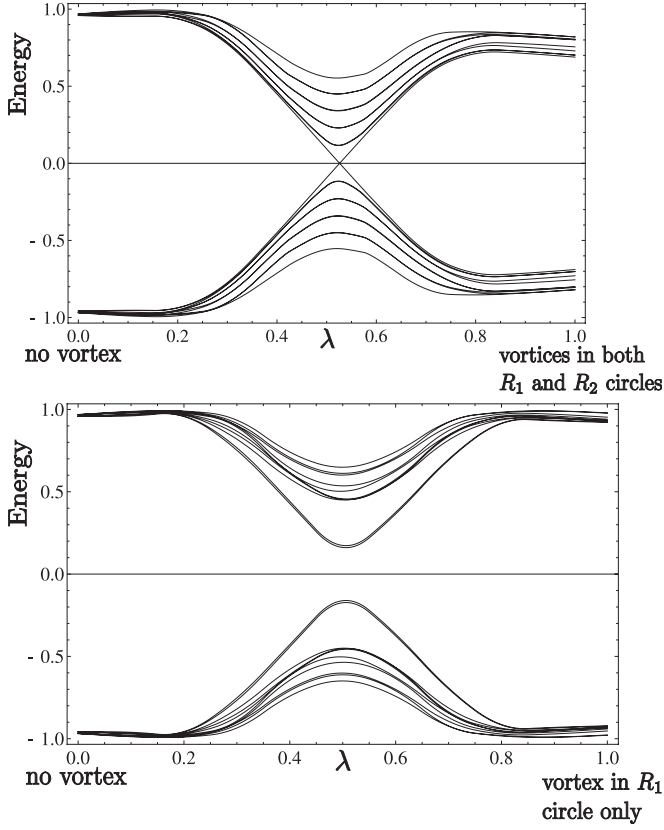 1.0
0.5
0.0
- 0.5
- 1.0
Energy
0.0 0.2 0.4 0.6 0.8 1.0
λ
no vortex
vortices in both
R₁ and R₂ circles
1.0
0.5
0.0
- 0.5
- 1.0
Energy
0.0 0.2 0.4 0.6 0.8 1.0
λ
no vortex
vortex in R₁
circle only